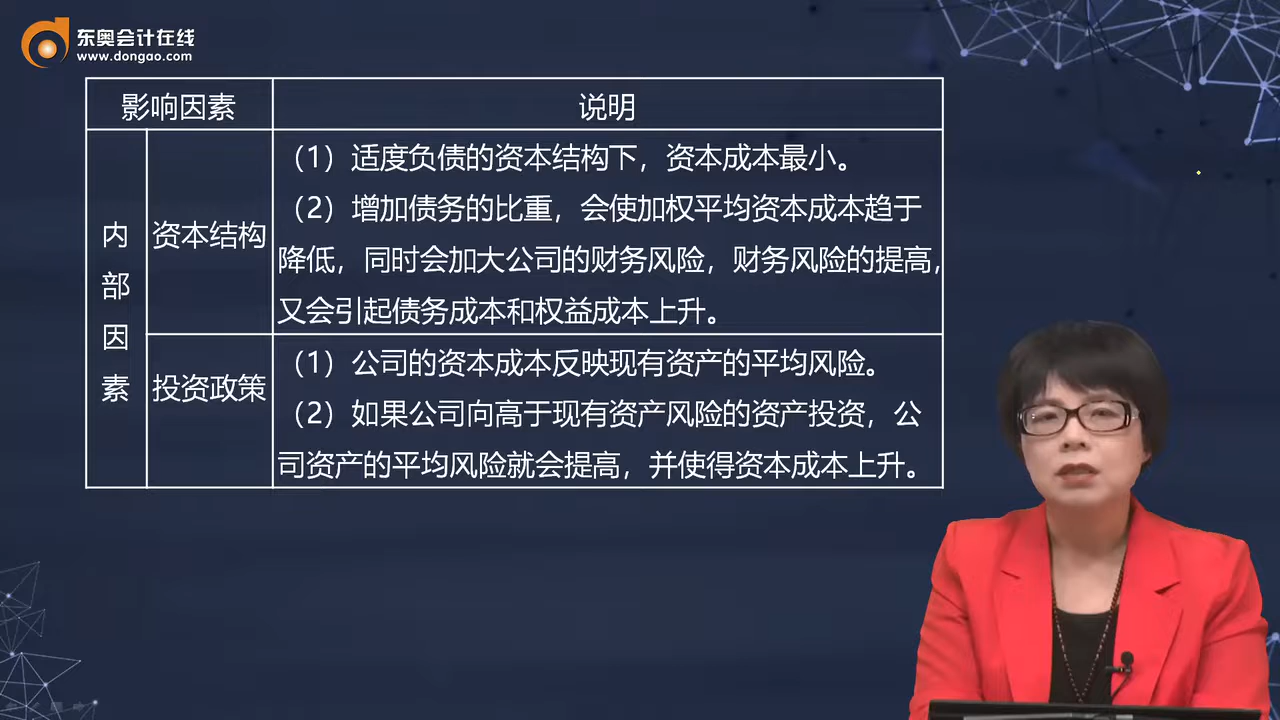 东奥会计在线
www.dongao.com
影响因素
说明
内部因素
资本结构
（1）适度负债的资本结构下，资本成本最小。
（2）增加债务的比重，会使加权平均资本成本趋于
降低，同时会加大公司的财务风险，财务风险的提高，
又会引起债务成本和权益成本上升。
投资政策
（1）公司的资本成本反映现有资产的平均风险。
（2）如果公司向高于现有资产风险的资产投资，公
司资产的平均风险就会提高，并使得资本成本上升。